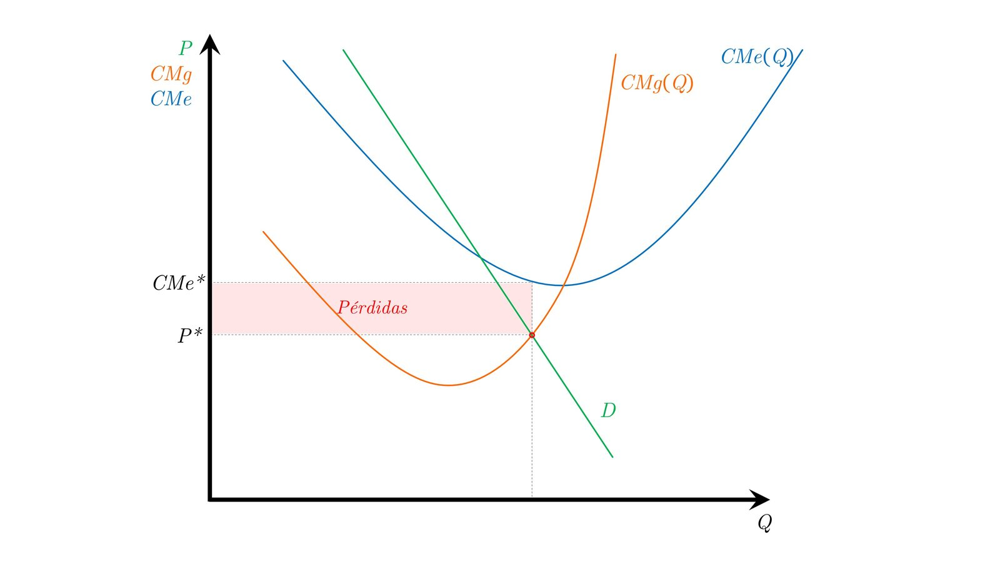 P
CMg
CMe
CMe(Q)
CMg(Q)
CMe*
Pérdidas
P*
D
Q